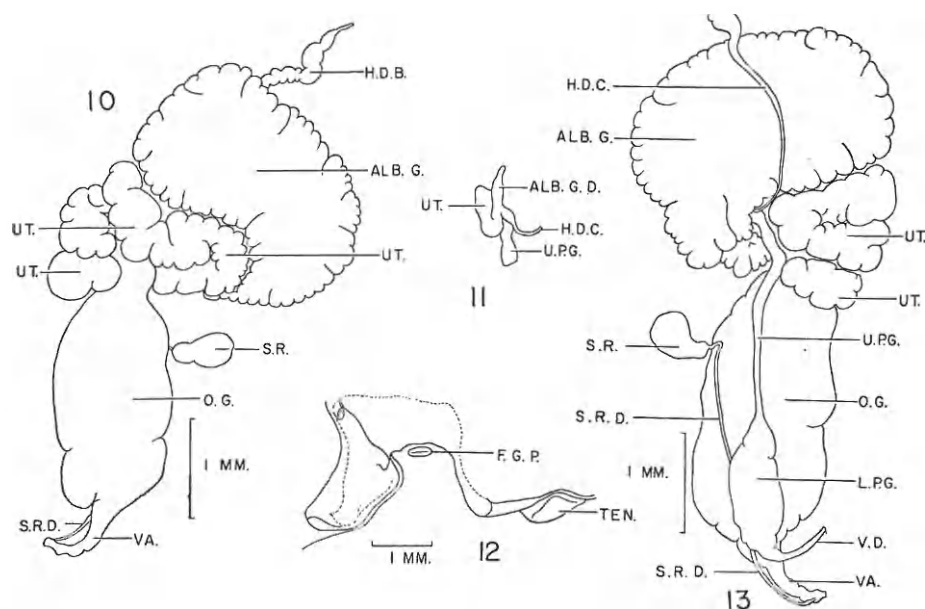 10
H.D.B.
ALB. G.
UT.
UT.
UT.
S.R.
O.G.
1 MM.
S.R.D.
VA.
11
ALB. G. D.
UT.
H.D.C.
U.P.G.
12
F. G. P.
TEN.
1 MM.
13
H.D.C.
ALB. G.
UT.
UT.
U.P.G.
S.R.
O.G.
S.R.D.
1 MM.
L.P.G.
V.D.
S.R.D.
VA.